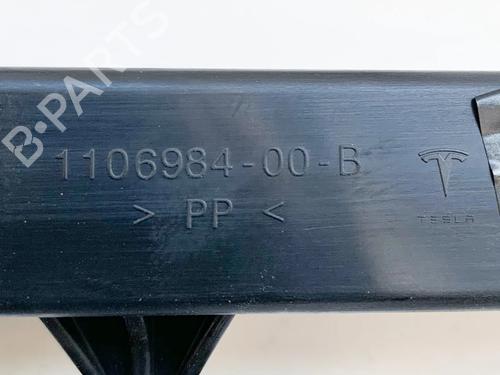 B-PARTS
1106984-00-B
> PP <
TESLA